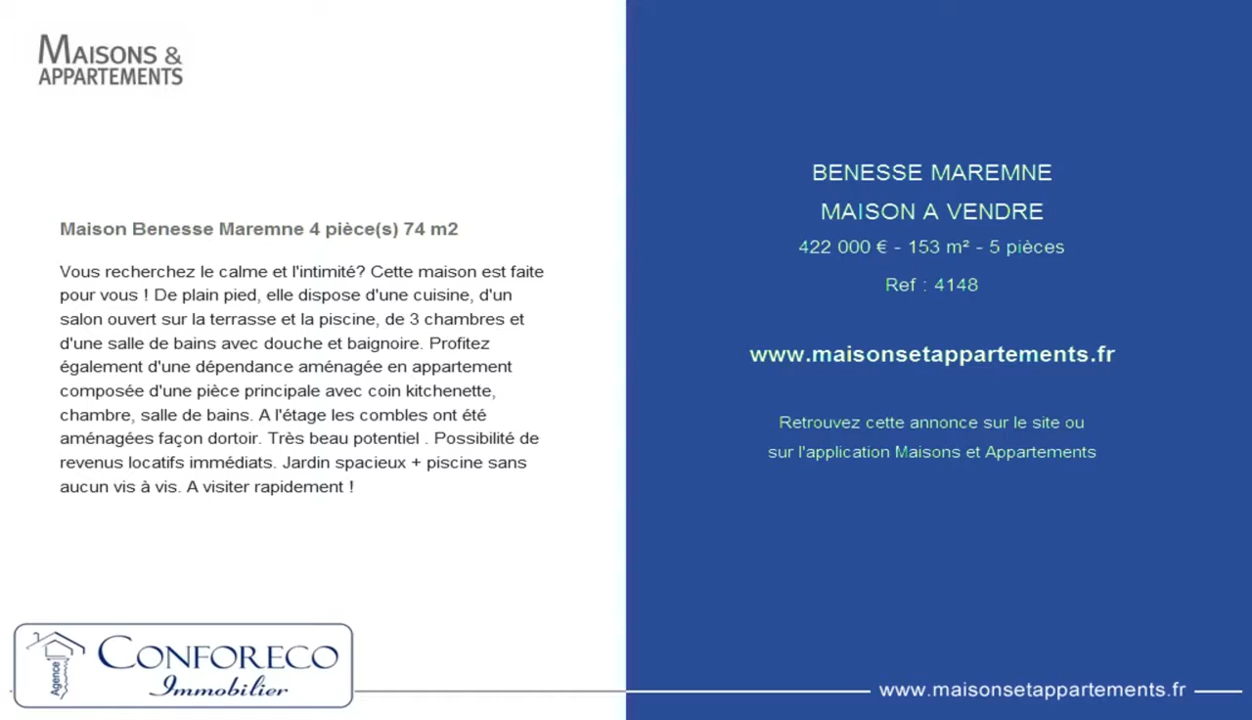 MAISONS &
APPARTEMENTS
Maison Benesse Maremne 4 pièce(s) 74 m2
Vous recherchez le calme et l'intimité? Cette maison est faite
pour vous ! De plain pied, elle dispose d'une cuisine, d'un
salon ouvert sur la terrasse et la piscine, de 3 chambres et
d'une salle de bains avec douche et baignoire. Profitez
également d'une dépendance aménagée en appartement
composée d'une pièce principale avec coin kitchenette,
chambre, salle de bains. A l'étage les combles ont été
aménagées façon dortoir. Très beau potentiel . Possibilité de
revenus locatifs immédiats. Jardin spacieux + piscine sans
aucun vis à vis. A visiter rapidement !
Agence
CONFORECO
Immobilier
BENESSE MAREMNE
MAISON A VENDRE
422 000 € - 153 m² - 5 pièces
Ref : 4148
www.maisonsetappartements.fr
Retrouvez cette annonce sur le site ou
sur l'application Maisons et Appartements
www.maisonsetappartements.fr